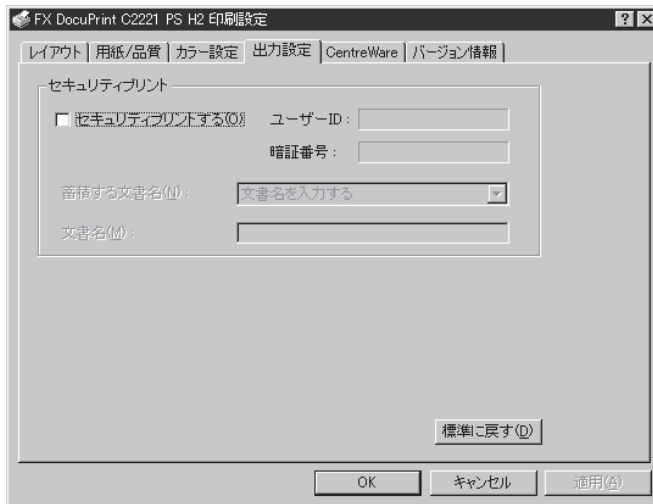 FX DocuPrint C2221 PS H2 印刷設定
レイアウト 用紙/品質 カラー設定 出力設定 CentreWare バージョン情報
セキュリティプリント
セキュリティプリントする(O) ユーザーID:
暗証番号:
蓄積する文書名(N): 文書名を入力する
文書名(M):
標準に戻す(D)
OK キャンセル 適用(A)